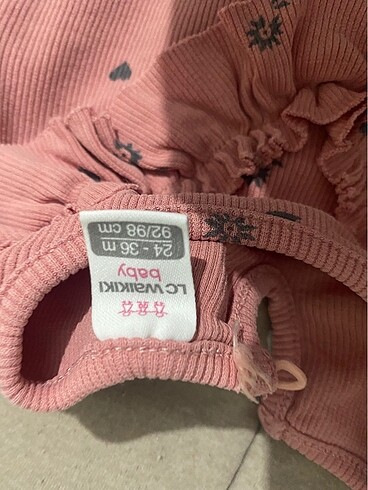 LC WAIKIKI
baby
24 - 36 m
92/98 cm